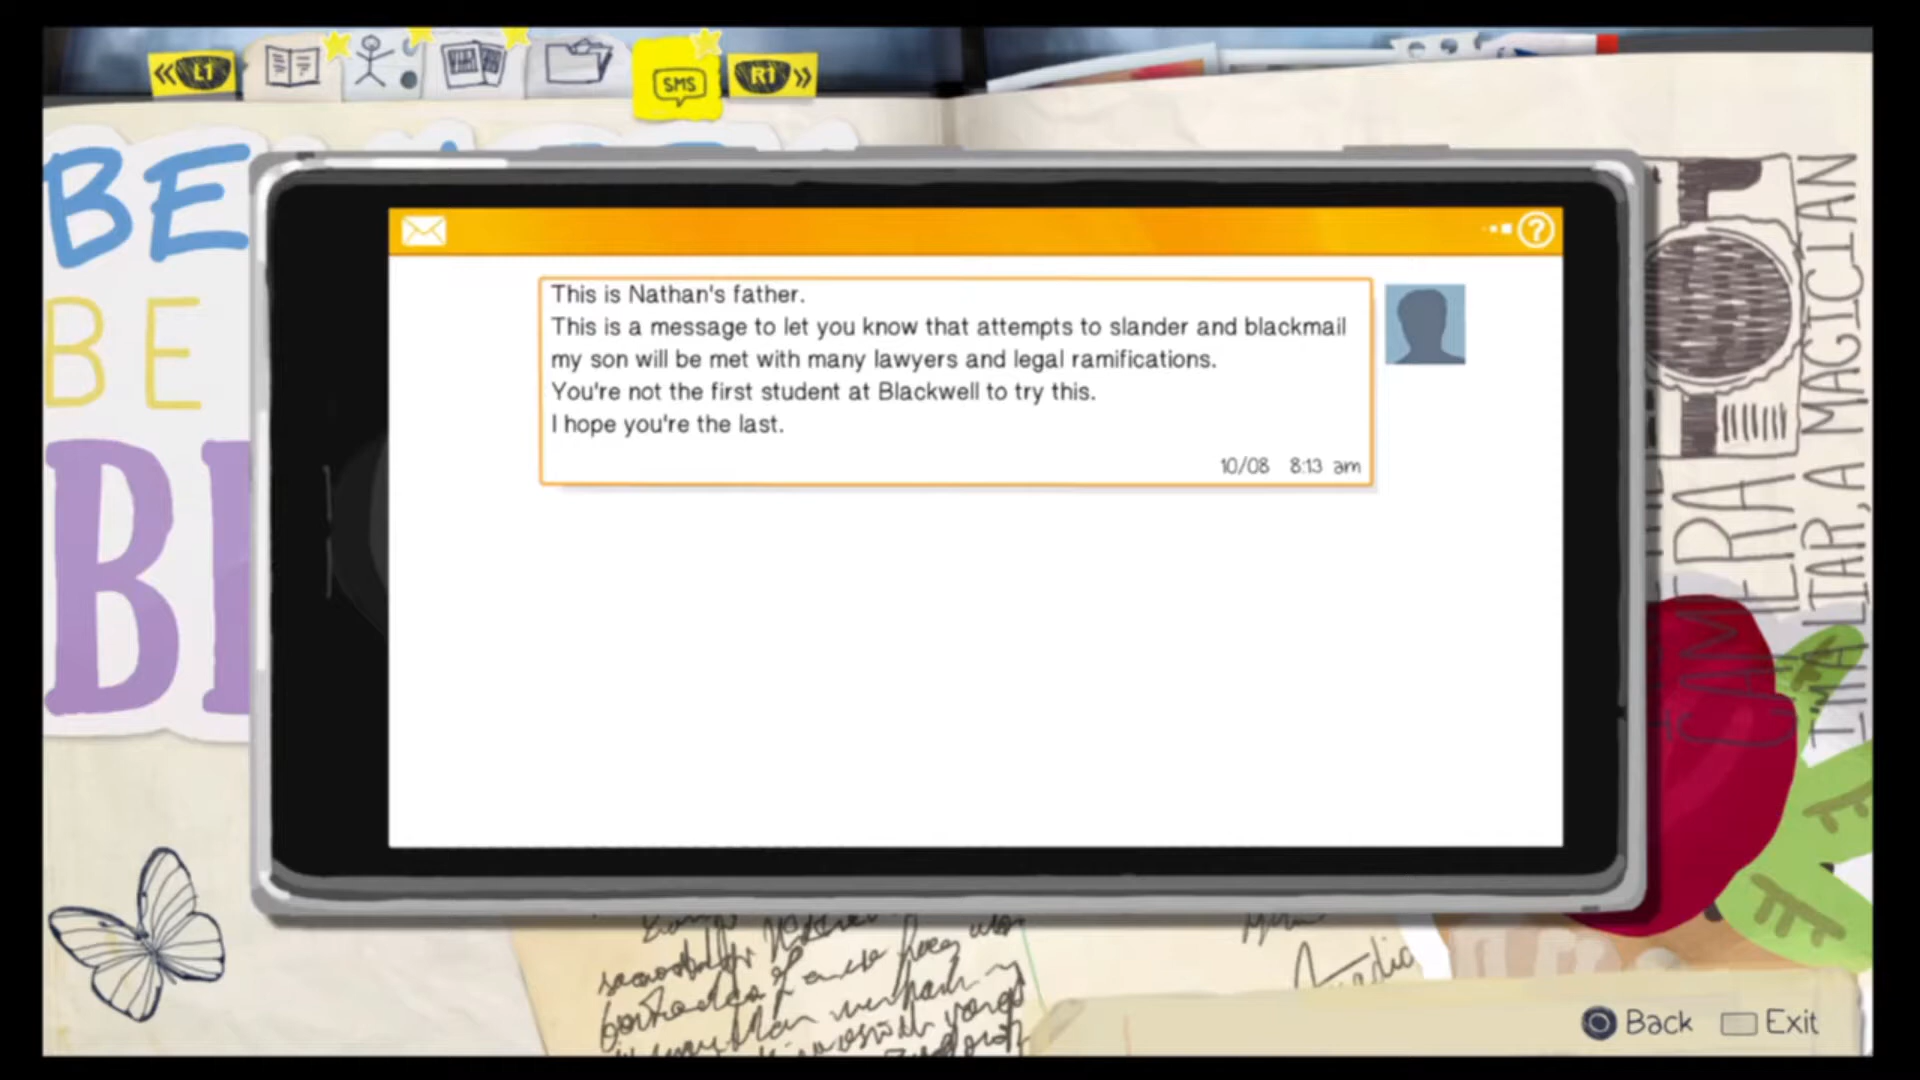 L1
SMS
R1
BE
BE
This is Nathan's father.
This is a message to let you know that attempts to slander and blackmail
my son will be met with many lawyers and legal ramifications.
You're not the first student at Blackwell to try this.
I hope you're the last.
10/08 8:13 am
?
CAMERA
I'M A LIAR, A MAGICIAN
Back
Exit